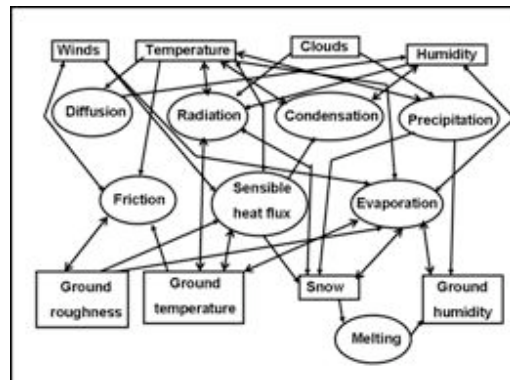 Winds
Temperature
Clouds
Humidity
Diffusion
Radiation
Condensation
Precipitation
Friction
Sensible
heat flux
Evaporation
Ground
roughness
Ground
temperature
Snow
Ground
humidity
Melting